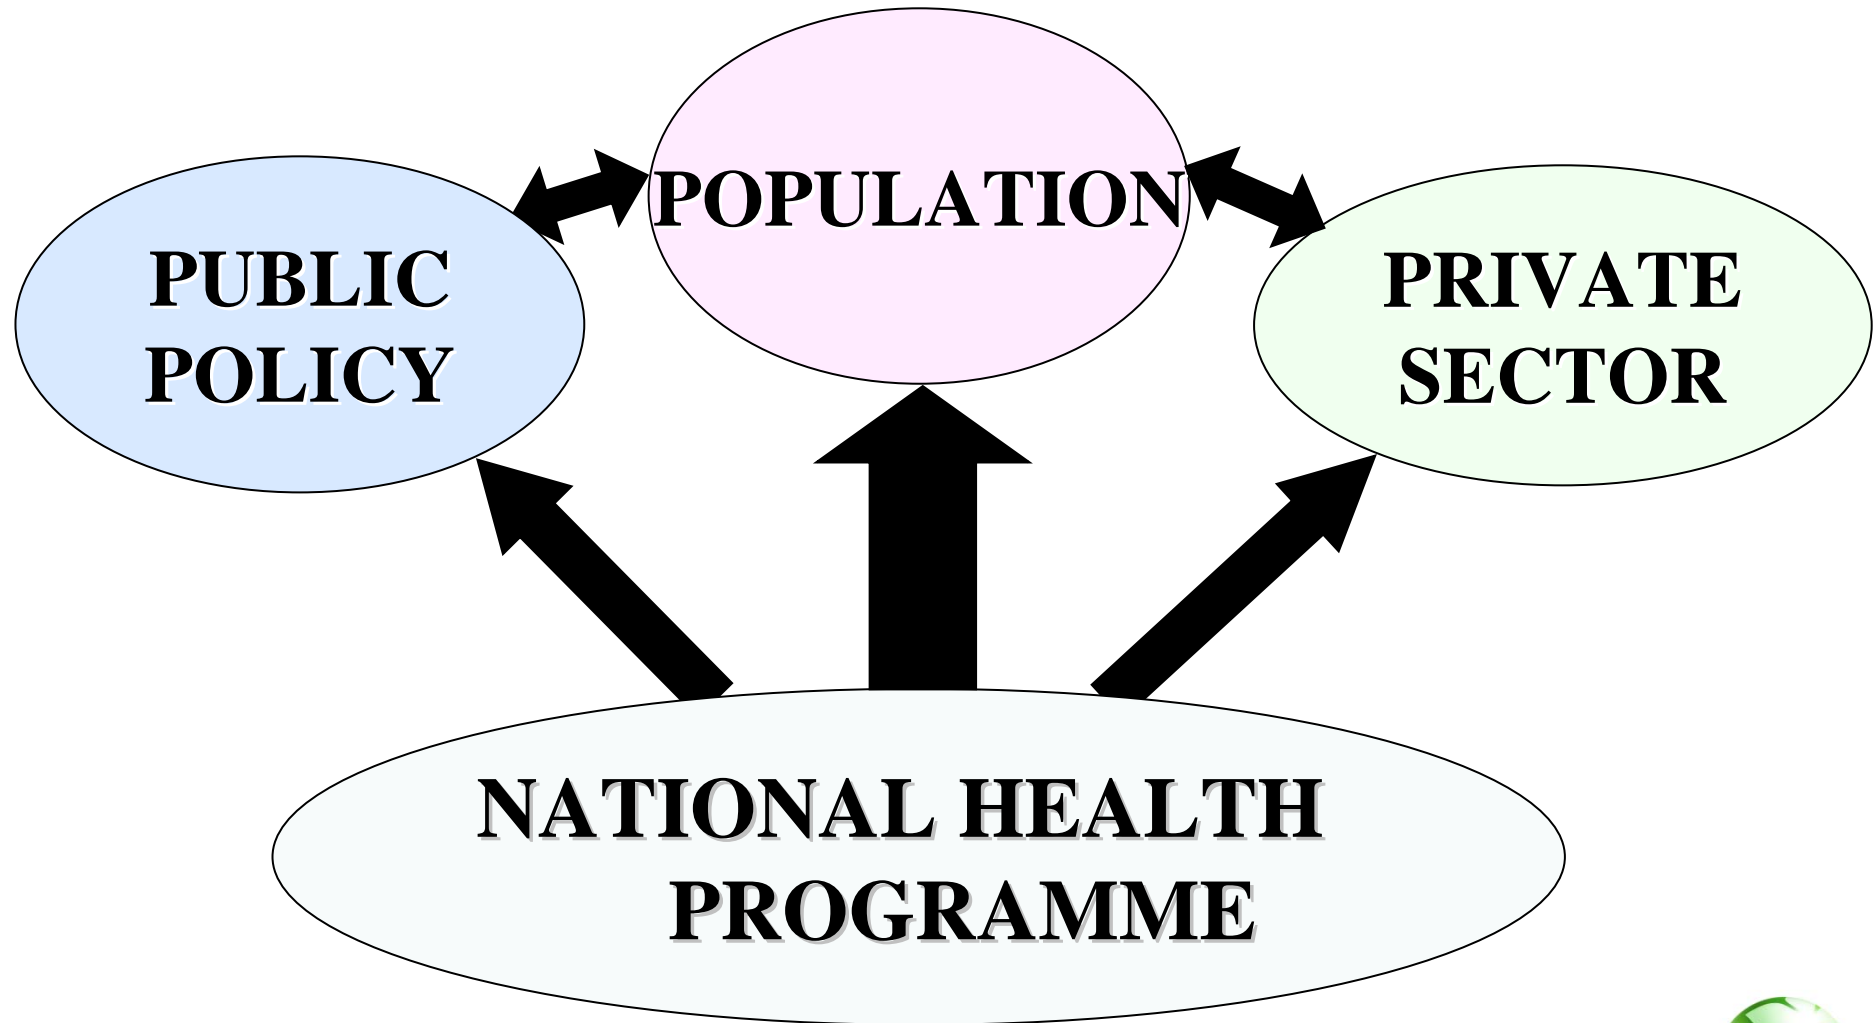 POPULATION
PUBLIC
POLICY
PRIVATE
SECTOR
NATIONAL HEALTH
PROGRAMME